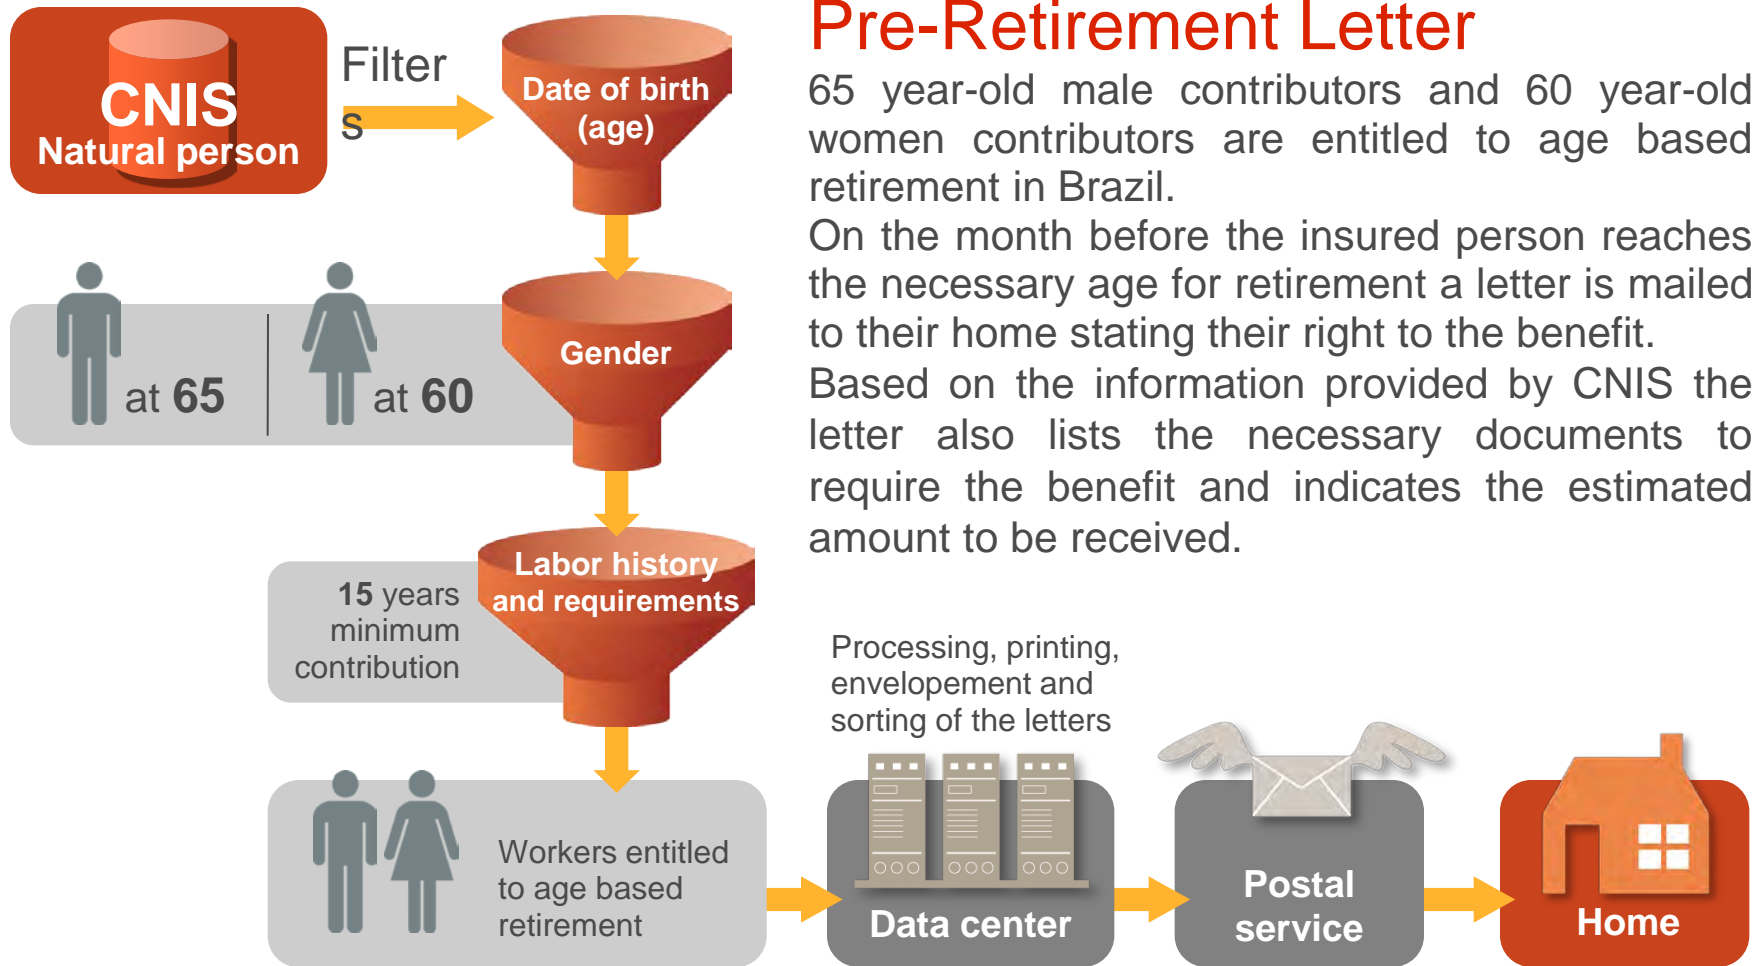 Pre-Retirement Letter
65 year-old male contributors and 60 year-old
women contributors are entitled to age based
retirement in Brazil.
On the month before the insured person reaches
the necessary age for retirement a letter is mailed
to their home stating their right to the benefit.
Based on the information provided by CNIS the
letter also lists the necessary documents to
require the benefit and indicates the estimated
amount to be received.
CNIS
Natural person
Filter
s
Date of birth
(age)
at 65
at 60
Gender
15 years
minimum
contribution
Labor history
and requirements
Workers entitled
to age based
retirement
Processing, printing,
envelopement and
sorting of the letters
Data center
Postal
service
Home